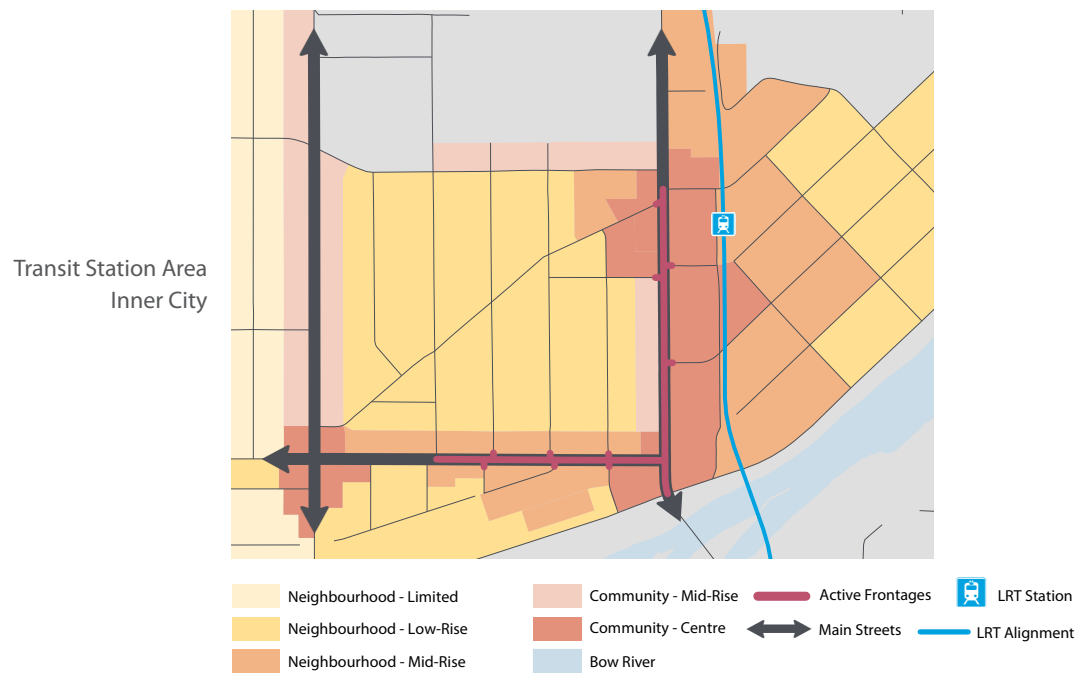 Transit Station Area
Inner City
Neighbourhood - Limited
Neighbourhood - Low-Rise
Neighbourhood - Mid-Rise
Community - Mid-Rise
Community - Centre
Bow River
Active Frontages
Main Streets
LRT Station
LRT Alignment